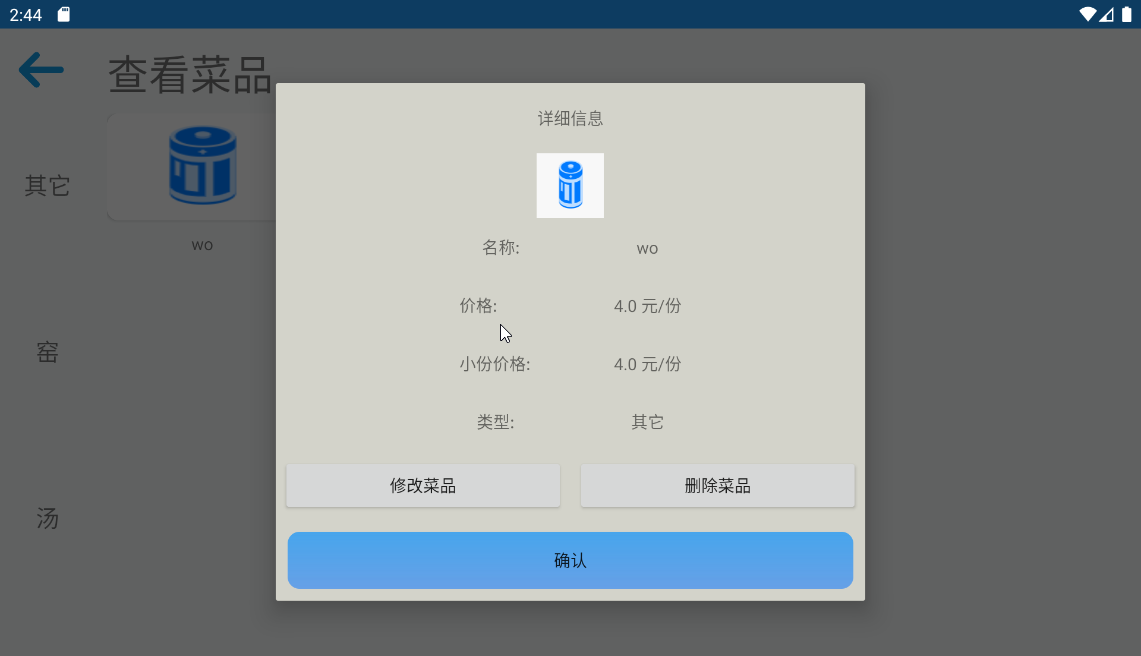 2:44
查看菜品
详细信息
其它
wo
名称: wo
价格: 4.0 元/份
窑
小份价格: 4.0 元/份
类型: 其它
修改菜品 删除菜品
汤
确认